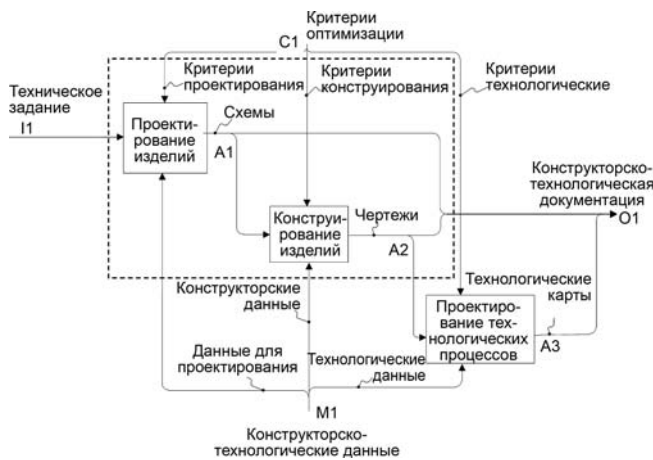 Критерии
оптимизации
C1
Критерии
проектирования
Критерии
конструирования
Критерии
технологические
Техническое
задание
I1
Проекти-
рование
изделий
Схемы
A1
Конструкторско-
технологическая
документация
O1
Конструи-
рование
изделий
Чертежи
A2
Конструкторские
данные
Технологические
карты
Проектиро-
вание тех-
нологических
процессов
A3
Данные для
проектирования
Технологические
данные
M1
Конструкторско-
технологические данные